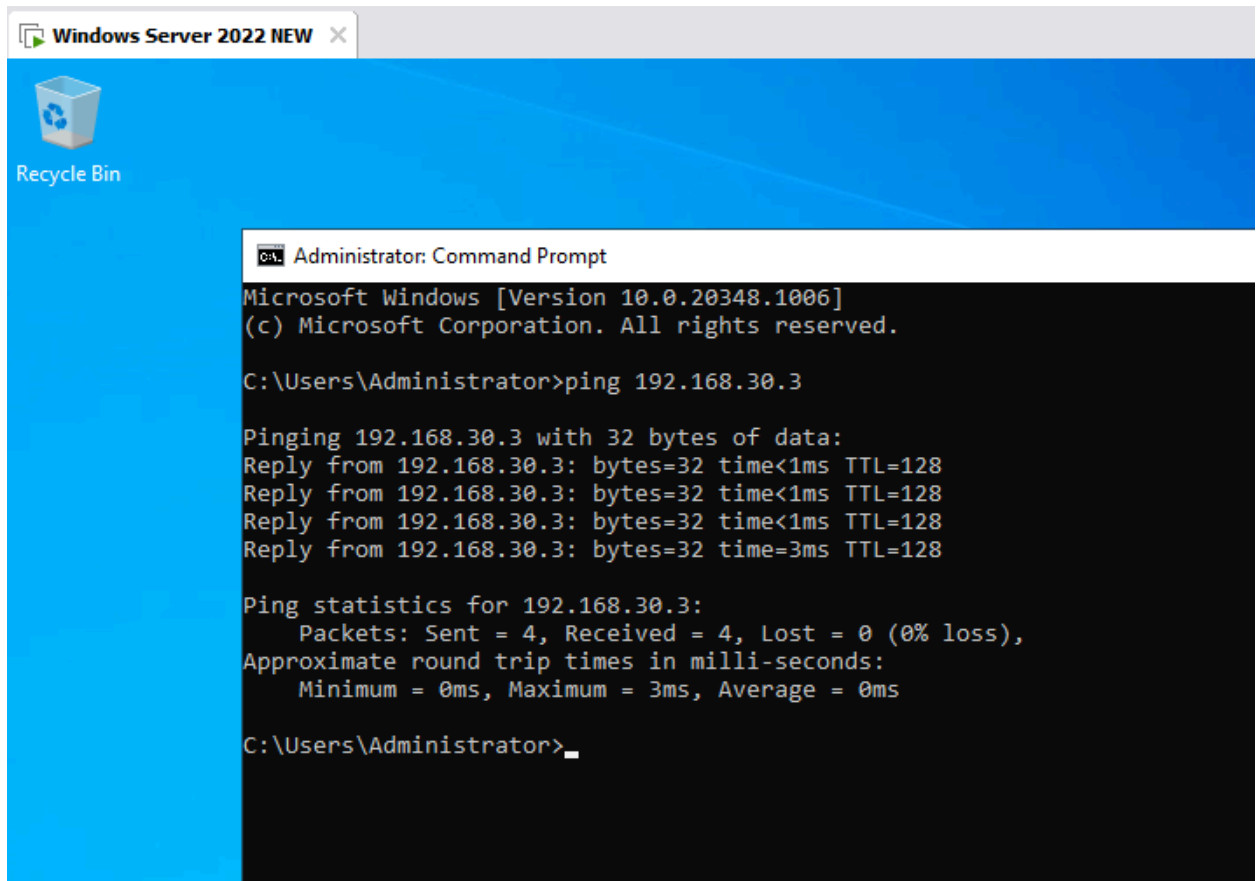 Windows Server 2022 NEW
Recycle Bin
Administrator: Command Prompt
Microsoft Windows [Version 10.0.20348.1006]
(c) Microsoft Corporation. All rights reserved.
C:\Users\Administrator>ping 192.168.30.3
Pinging 192.168.30.3 with 32 bytes of data:
Reply from 192.168.30.3: bytes=32 time<1ms TTL=128
Reply from 192.168.30.3: bytes=32 time<1ms TTL=128
Reply from 192.168.30.3: bytes=32 time<1ms TTL=128
Reply from 192.168.30.3: bytes=32 time=3ms TTL=128
Ping statistics for 192.168.30.3:
    Packets: Sent = 4, Received = 4, Lost = 0 (0% loss),
Approximate round trip times in milli-seconds:
    Minimum = 0ms, Maximum = 3ms, Average = 0ms
C:\Users\Administrator>